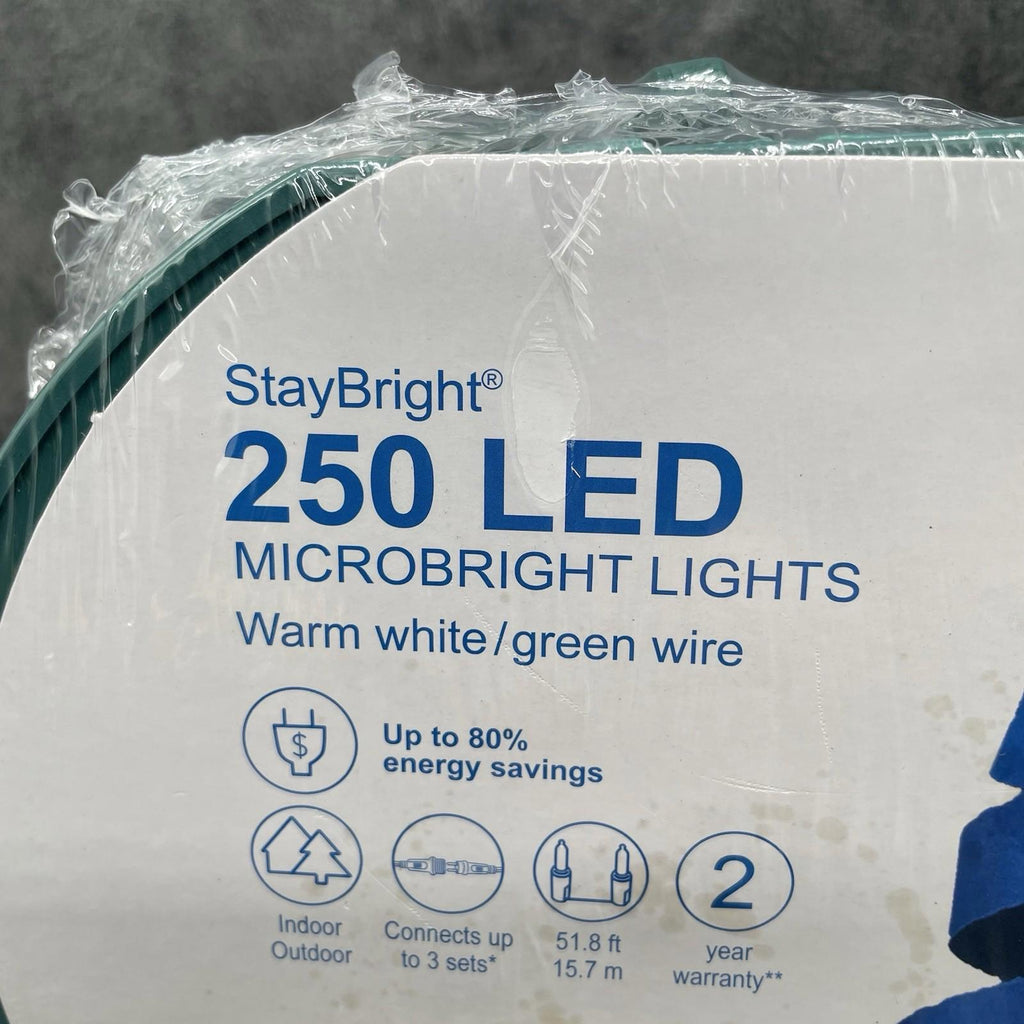 StayBright®
250 LED
MICROBRIGHT LIGHTS
Warm white/green wire
$
Up to 80%
energy savings
2
Indoor
Outdoor
Connects up
to 3 sets*
51.8 ft
15.7 m
year
warranty**